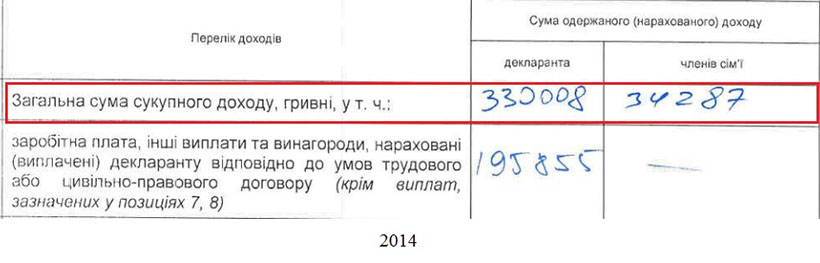 Перелік доходів
Сума одержаного (нарахованого) доходу
декларанта
членів сім'ї
Загальна сума сукупного доходу, гривні, у т. ч.:
330008
34287
заробітна плата, інші виплати та винагороди, нараховані
(виплачені) декларанту відповідно до умов трудового
або цивільно-правового договору (крім виплат,
зазначених у позиціях 7, 8)
195855
—
2014